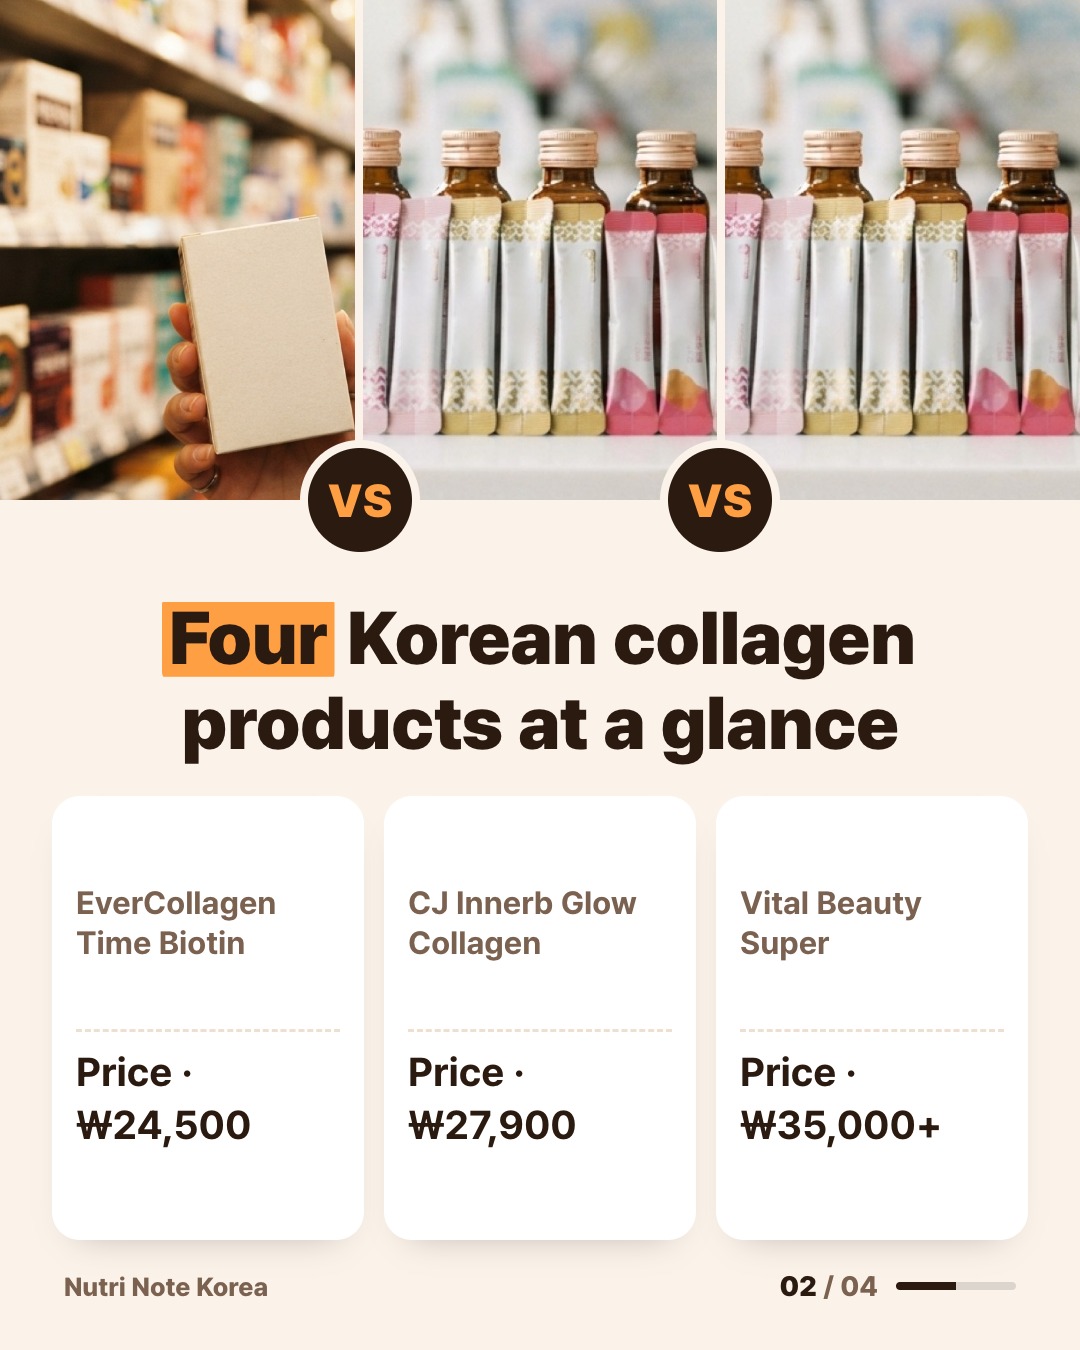 VS
VS
Four Korean collagen
products at a glance
EverCollagen
Time Biotin
Price ·
₩24,500
CJ Innerb Glow
Collagen
Price ·
₩27,900
Vital Beauty
Super
Price ·
₩35,000+
Nutri Note Korea
02 / 04